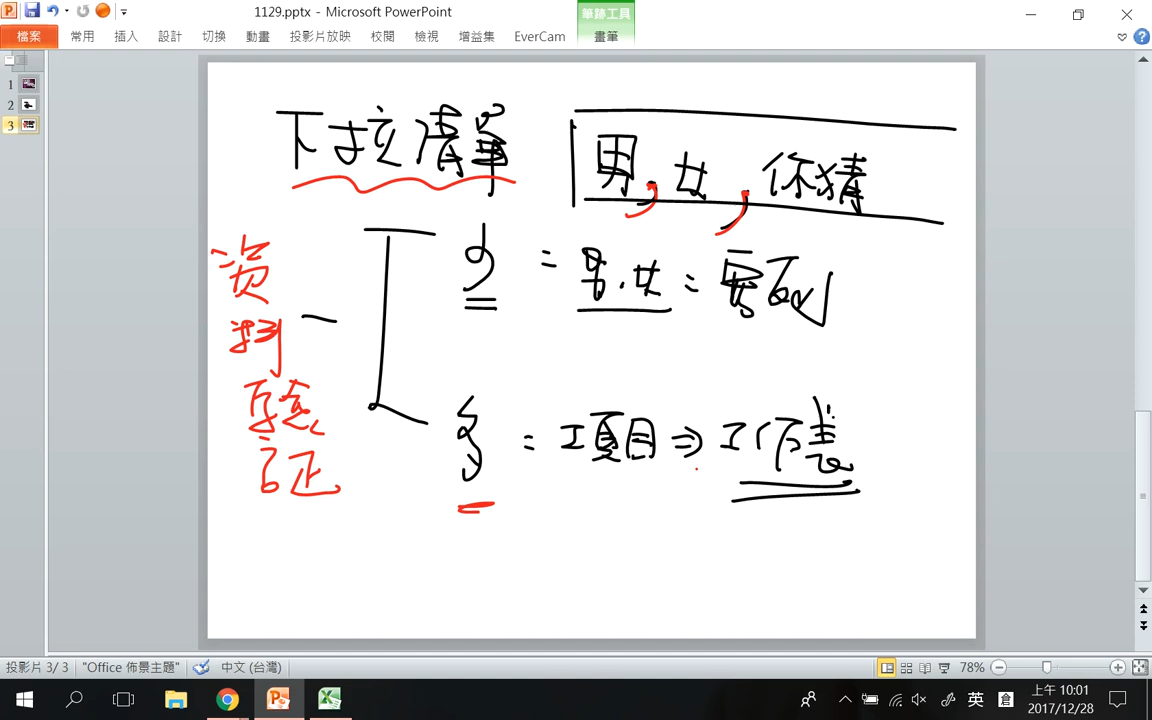 1129.pptx - Microsoft PowerPoint
筆跡工具
檔案 常用 插入 設計 切換 動畫 投影片放映 校閱 檢視 增益集 EverCam 畫筆
1
2
3
下拉清單
男,女,你猜
資料驗證
少 = 男,女 =
多 = 項目 ⇒ 工作表
投影片 3/3 "Office 佈景主題" 中文 (台灣) 78%
英 倉 上午 10:01
2017/12/28